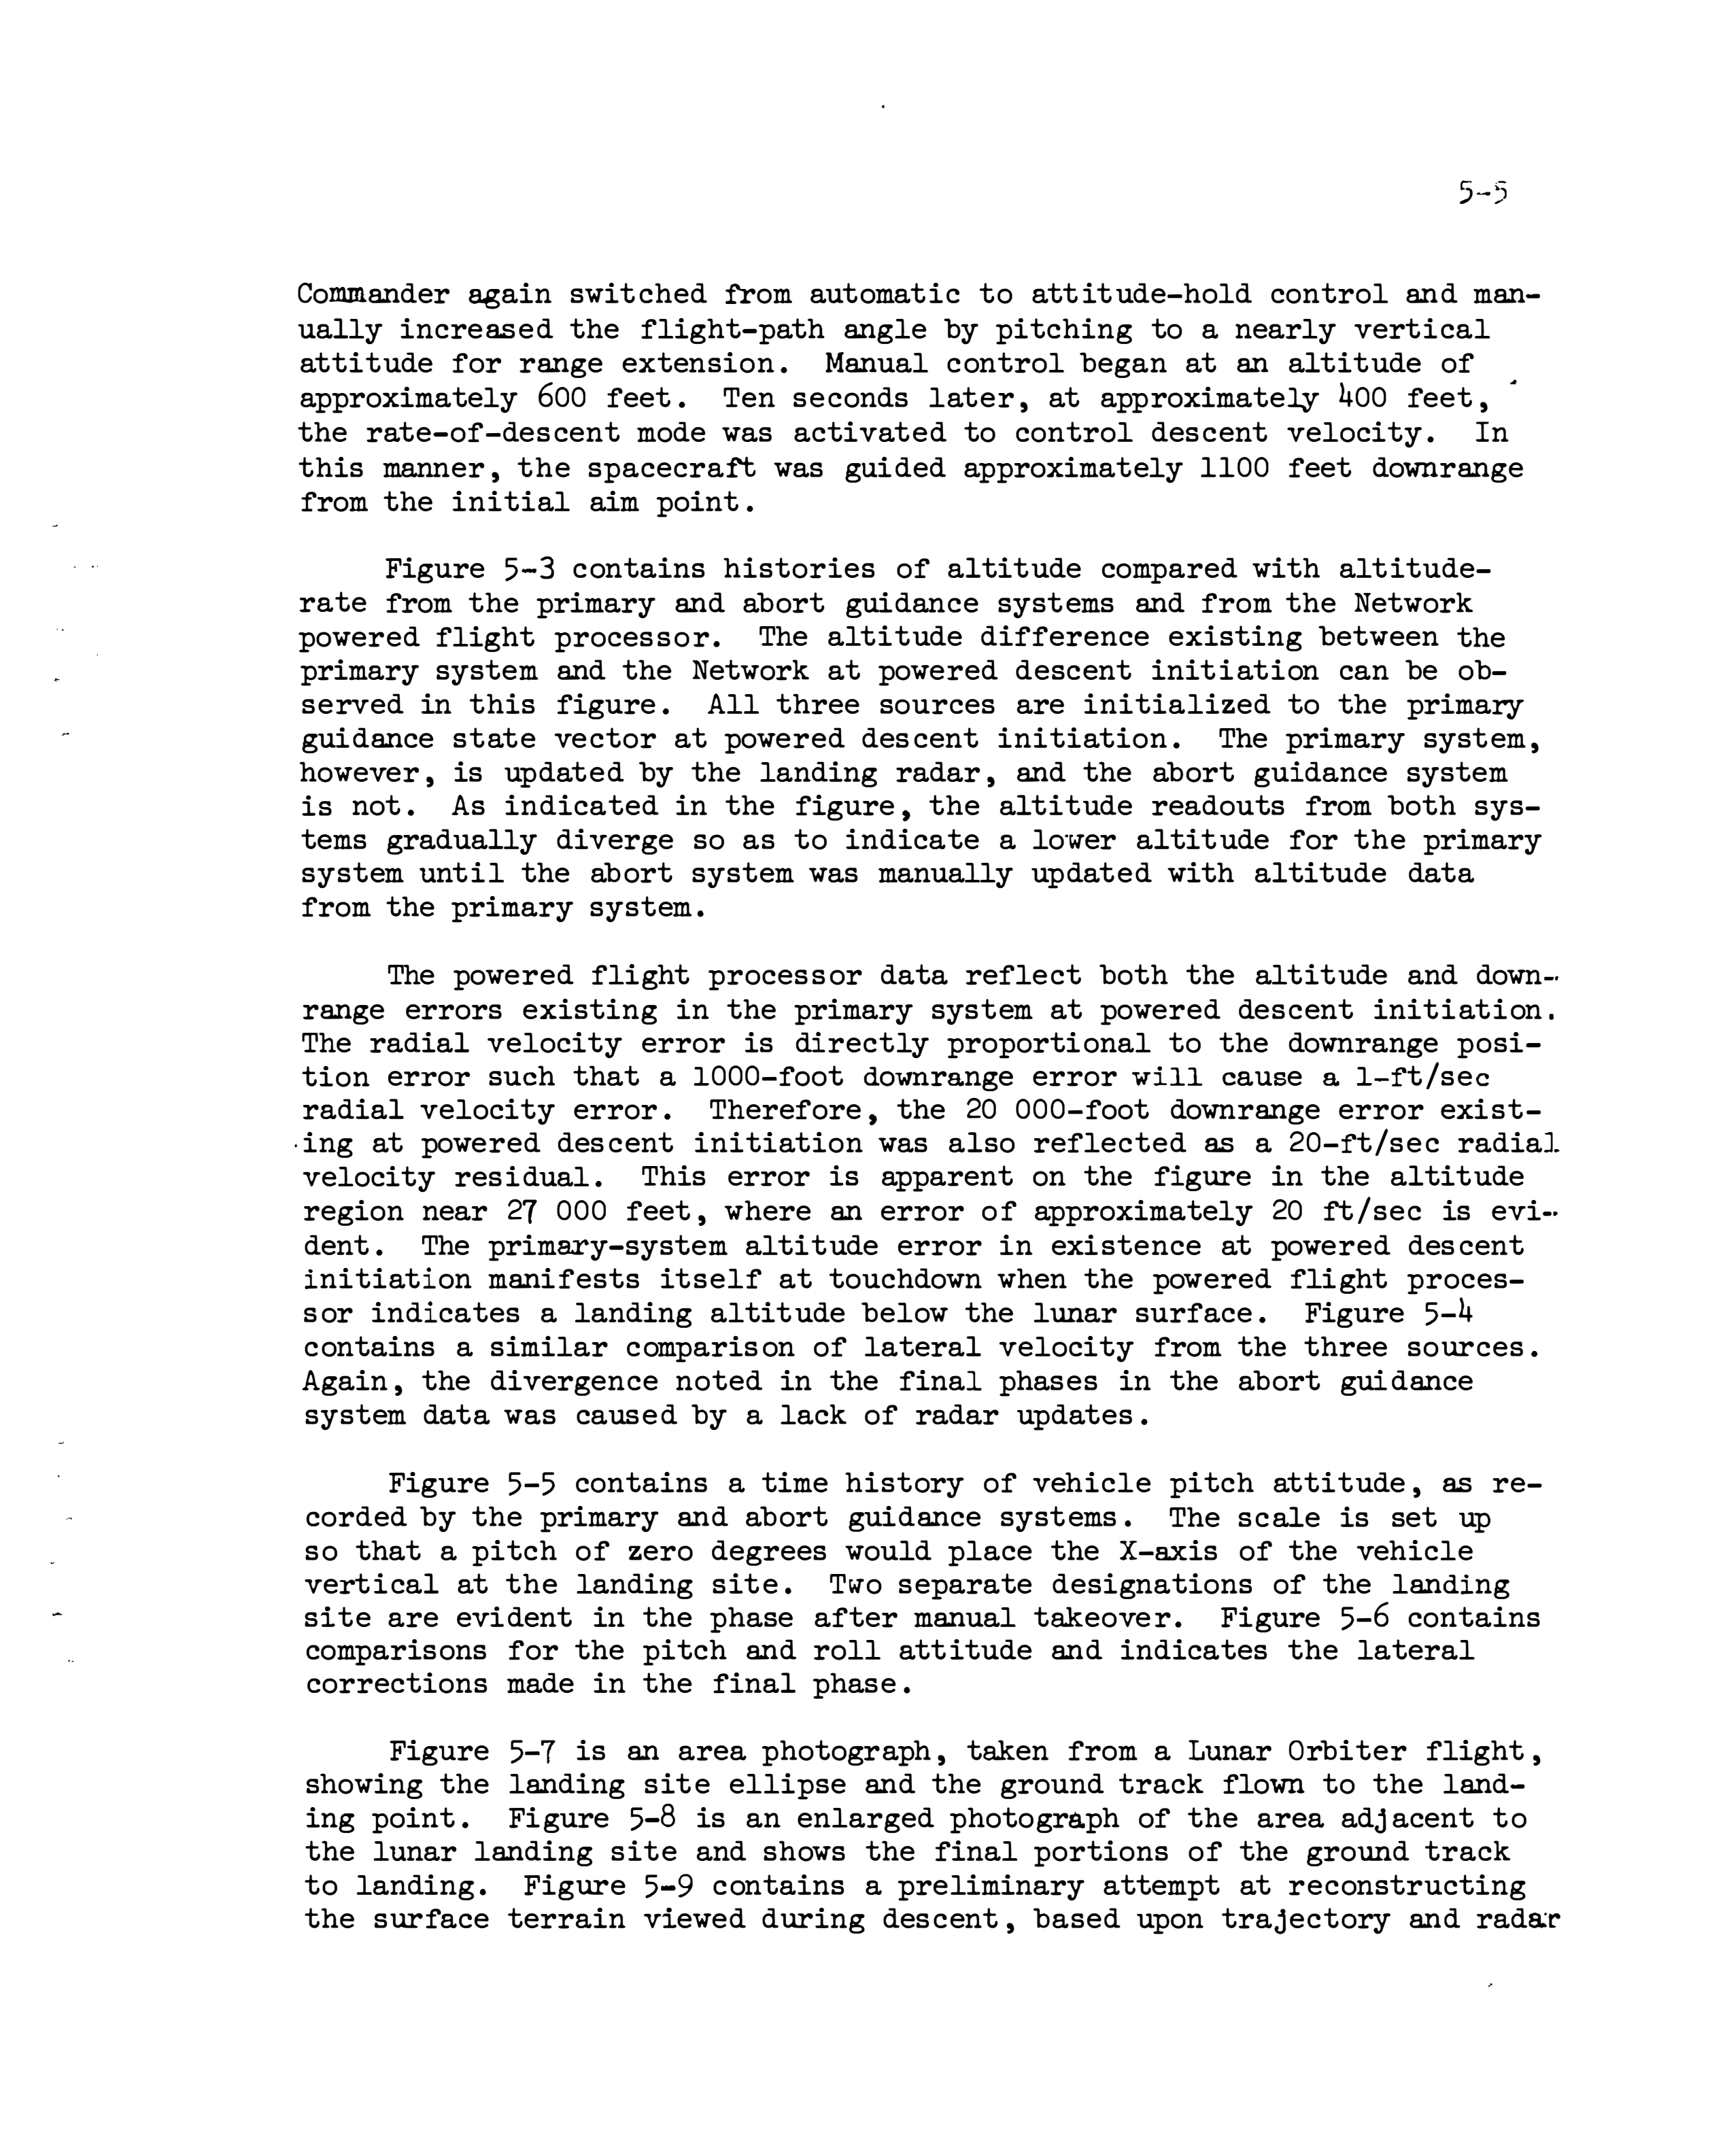 5-5
Commander again switched from automatic to attitude-hold control and man-
ually increased the flight-path angle by pitching to a nearly vertical
attitude for range extension. Manual control began at an altitude of
approximately 600 feet. Ten seconds later, at approximately 400 feet,
the rate-of-descent mode was activated to control descent velocity. In
this manner, the spacecraft was guided approximately 1100 feet downrange
from the initial aim point.
Figure 5-3 contains histories of altitude compared with altitude-
rate from the primary and abort guidance systems and from the Network
powered flight processor. The altitude difference existing between the
primary system and the Network at powered descent initiation can be ob-
served in this figure. All three sources are initialized to the primary
guidance state vector at powered descent initiation. The primary system,
however, is updated by the landing radar, and the abort guidance system
is not. As indicated in the figure, the altitude readouts from both sys-
tems gradually diverge so as to indicate a lower altitude for the primary
system until the abort system was manually updated with altitude data
from the primary system.
The powered flight processor data reflect both the altitude and down-
range errors existing in the primary system at powered descent initiation.
The radial velocity error is directly proportional to the downrange posi-
tion error such that a 1000-foot downrange error will cause a 1-ft/sec
radial velocity error. Therefore, the 20 000-foot downrange error exist-
ing at powered descent initiation was also reflected as a 20-ft/sec radial
velocity residual. This error is apparent on the figure in the altitude
region near 27 000 feet, where an error of approximately 20 ft/sec is evi-
dent. The primary-system altitude error in existence at powered descent
initiation manifests itself at touchdown when the powered flight proces-
sor indicates a landing altitude below the lunar surface. Figure 5-4
contains a similar comparison of lateral velocity from the three sources.
Again, the divergence noted in the final phases in the abort guidance
system data was caused by a lack of radar updates.
Figure 5-5 contains a time history of vehicle pitch attitude, as re-
corded by the primary and abort guidance systems. The scale is set up
so that a pitch of zero degrees would place the X-axis of the vehicle
vertical at the landing site. Two separate designations of the landing
site are evident in the phase after manual takeover. Figure 5-6 contains
comparisons for the pitch and roll attitude and indicates the lateral
corrections made in the final phase.
Figure 5-7 is an area photograph, taken from a Lunar Orbiter flight,
showing the landing site ellipse and the ground track flown to the land-
ing point. Figure 5-8 is an enlarged photograph of the area adjacent to
the lunar landing site and shows the final portions of the ground track
to landing. Figure 5-9 contains a preliminary attempt at reconstructing
the surface terrain viewed during descent, based upon trajectory and radar